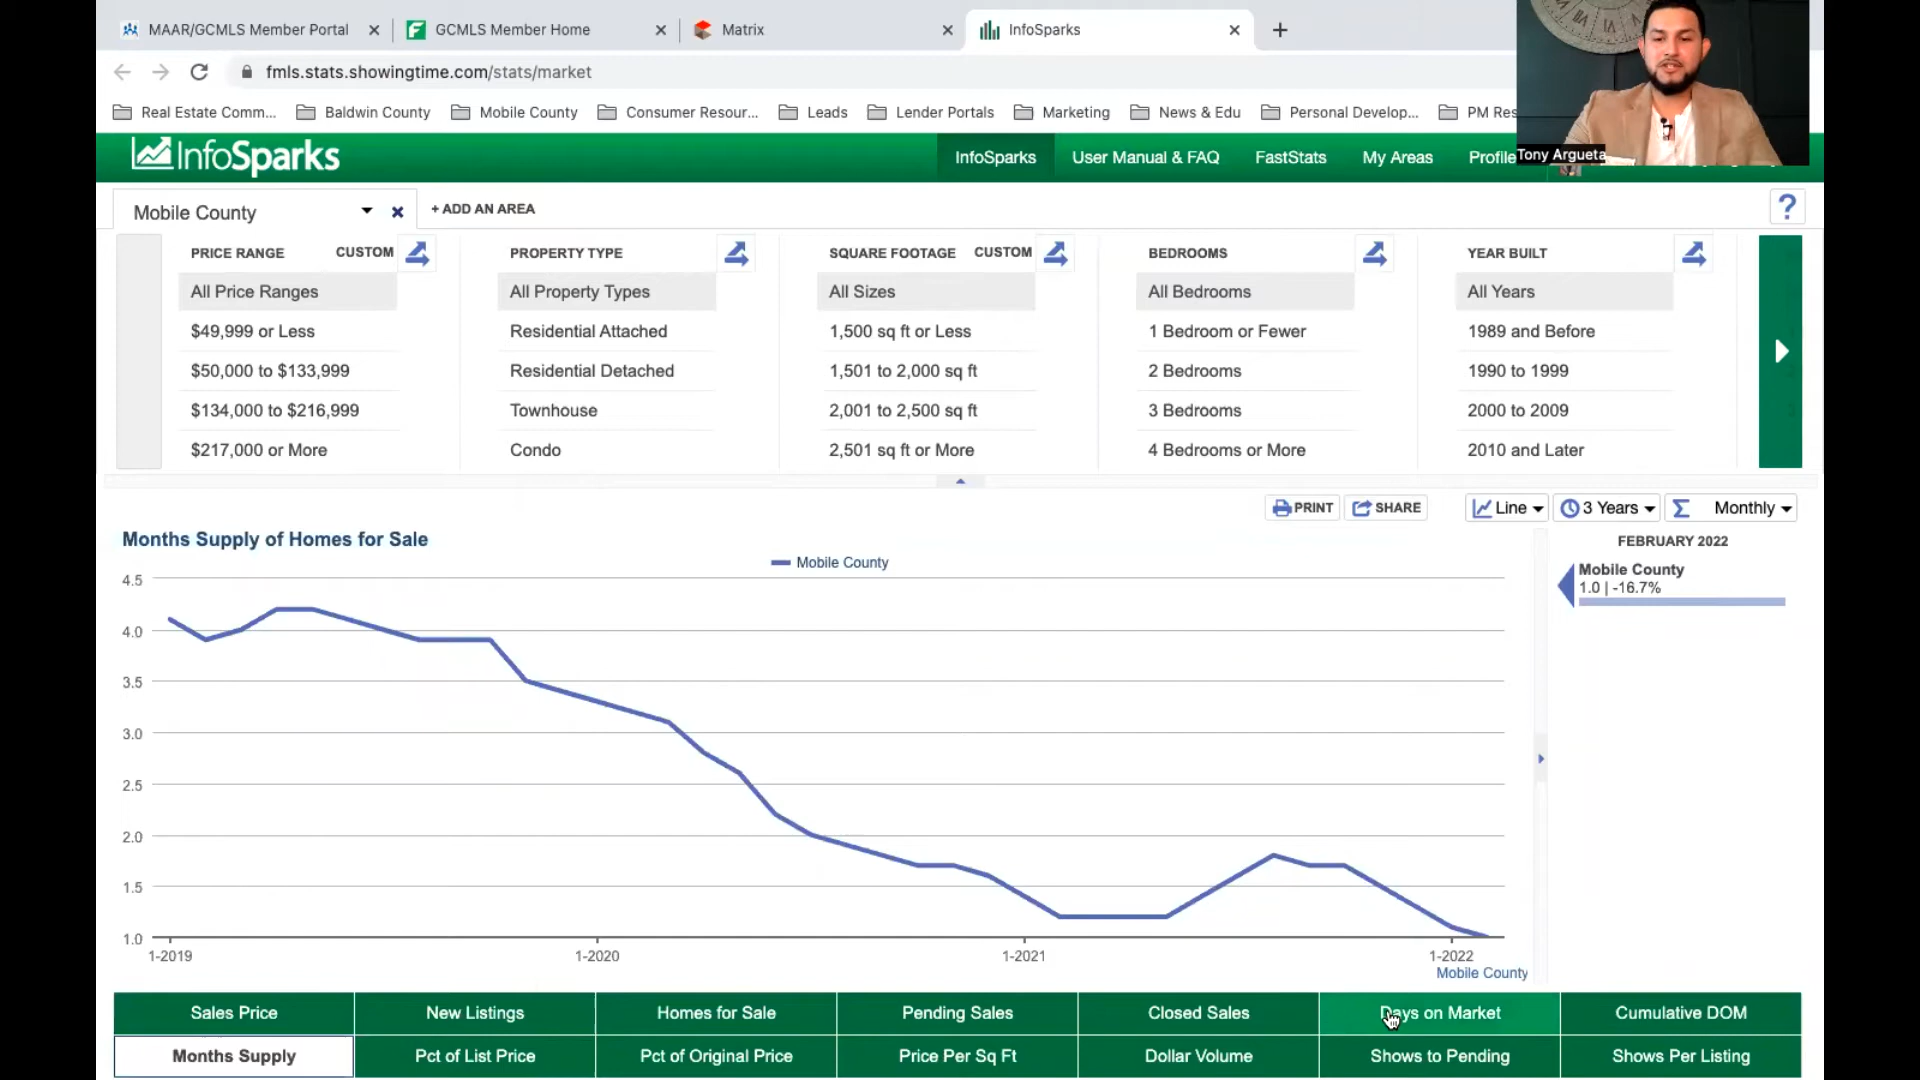 MAAR/GCMLS Member Portal
GCMLS Member Home
Matrix
InfoSparks
fmls.stats.showingtime.com/stats/market
Real Estate Comm...
Baldwin County
Mobile County
Consumer Resour...
Leads
Lender Portals
Marketing
News & Edu
Personal Develop...
PM Res
Tony Argueta
InfoSparks
InfoSparks
User Manual & FAQ
FastStats
My Areas
Profile
Mobile County
+ ADD AN AREA
?
PRICE RANGE CUSTOM
All Price Ranges
$49,999 or Less
$50,000 to $133,999
$134,000 to $216,999
$217,000 or More
PROPERTY TYPE
All Property Types
Residential Attached
Residential Detached
Townhouse
Condo
SQUARE FOOTAGE CUSTOM
All Sizes
1,500 sq ft or Less
1,501 to 2,000 sq ft
2,001 to 2,500 sq ft
2,501 sq ft or More
BEDROOMS
All Bedrooms
1 Bedroom or Fewer
2 Bedrooms
3 Bedrooms
4 Bedrooms or More
YEAR BUILT
All Years
1989 and Before
1990 to 1999
2000 to 2009
2010 and Later
PRINT
SHARE
Line
3 Years
Σ Monthly
Months Supply of Homes for Sale
Mobile County
FEBRUARY 2022
Mobile County
1.0 | -16.7%
4.5
4.0
3.5
3.0
2.5
2.0
1.5
1.0
1-2019
1-2020
1-2021
1-2022
Mobile County
Sales Price
New Listings
Homes for Sale
Pending Sales
Closed Sales
Days on Market
Cumulative DOM
Months Supply
Pct of List Price
Pct of Original Price
Price Per Sq Ft
Dollar Volume
Shows to Pending
Shows Per Listing